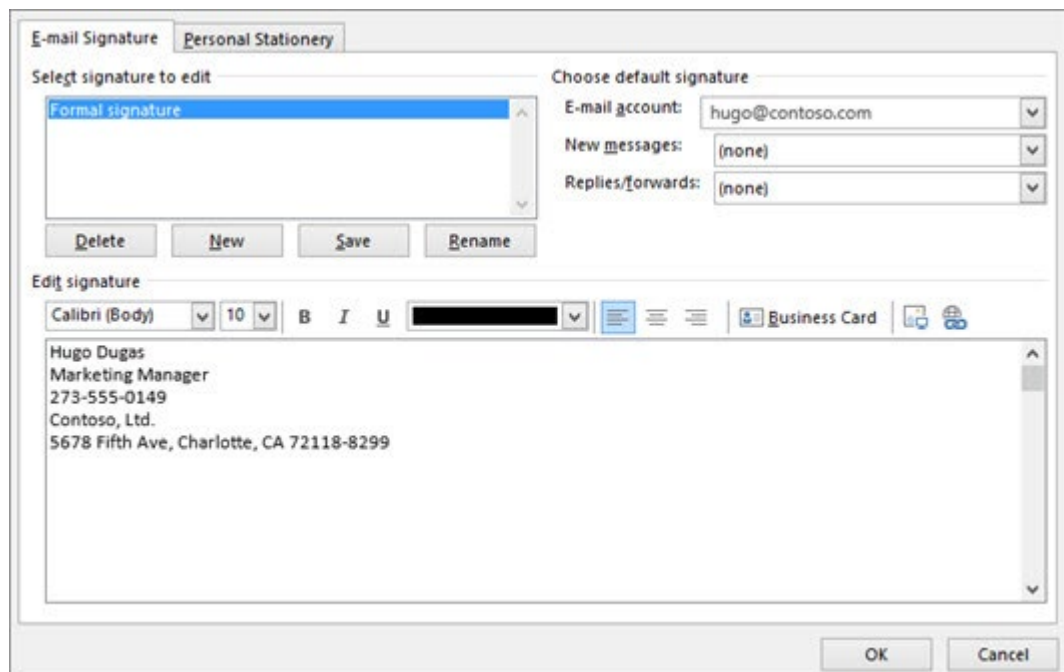 E-mail Signature
Personal Stationery
Select signature to edit
Formal signature
Delete
New
Save
Rename
Choose default signature
E-mail account:
hugo@contoso.com
New messages:
(none)
Replies/forwards:
(none)
Edit signature
Calibri (Body)
10
B
I
U
Business Card
Hugo Dugas
Marketing Manager
273-555-0149
Contoso, Ltd.
5678 Fifth Ave, Charlotte, CA 72118-8299
OK
Cancel